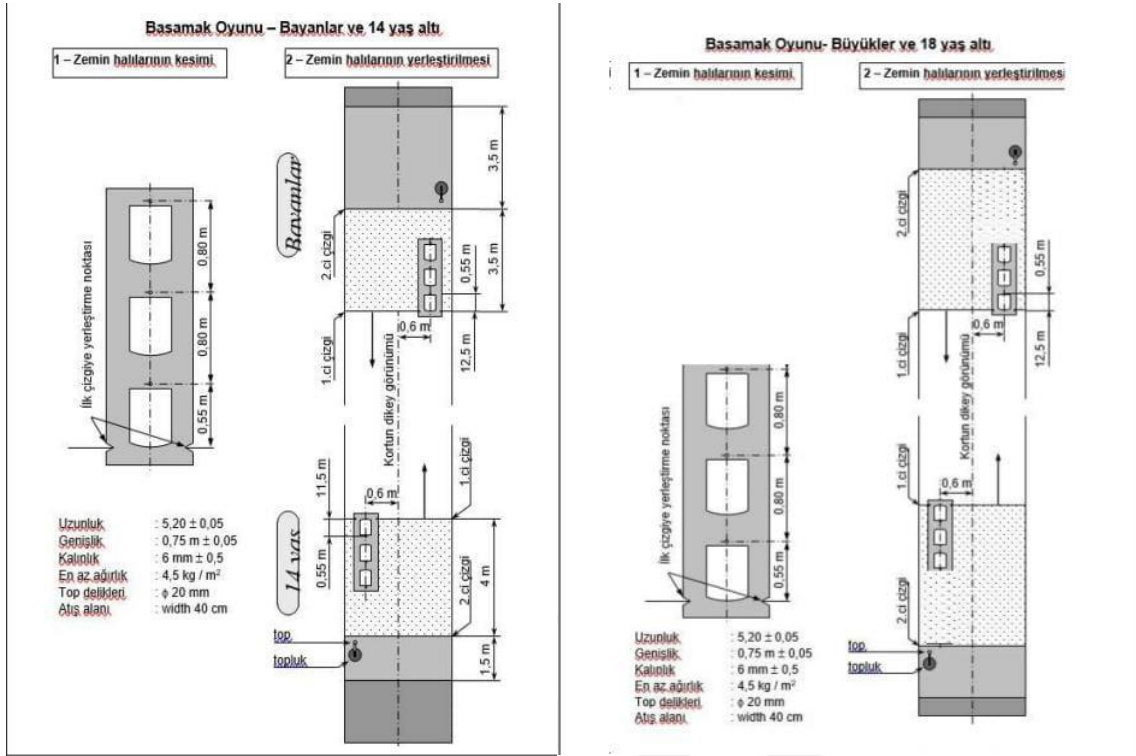 Basamak Oyunu – Bayanlar ve 14 yaş altı
1 – Zemin halılarının kesimi
2 – Zemin halılarının yerleştirilmesi
Bayanlar
3,5 m
3,5 m
0,55 m
12,5 m
2.ci çizgi
1.ci çizgi
0,6 m
Kortun dikey görünümü
İlk çizgiye yerleştirme noktası
0,80 m
0,80 m
0,55 m
14 yaş
11,5 m
0,55 m
0,6 m
1.ci çizgi
2.ci çizgi
4 m
1,5 m
top
topluk
Uzunluk : 5,20 ± 0,05
Genişlik : 0,75 m ± 0,05
Kalınlık : 6 mm ± 0,5
En az ağırlık : 4,5 kg / m²
Top delikleri : ϕ 20 mm
Atış alanı : width 40 cm
Basamak Oyunu- Büyükler ve 18 yaş altı
1 – Zemin halılarının kesimi
2 – Zemin halılarının yerleştirilmesi
2.ci çizgi
1.ci çizgi
0,55 m
12,5 m
0,6 m
Kortun dikey görünümü
İlk çizgiye yerleştirme noktası
0,80 m
0,80 m
0,55 m
1.ci çizgi
0,6 m
2.ci çizgi
top
topluk
Uzunluk : 5,20 ± 0,05
Genişlik : 0,75 m ± 0,05
Kalınlık : 6 mm ± 0,5
En az ağırlık : 4,5 kg / m²
Top delikleri : ϕ 20 mm
Atış alanı : width 40 cm